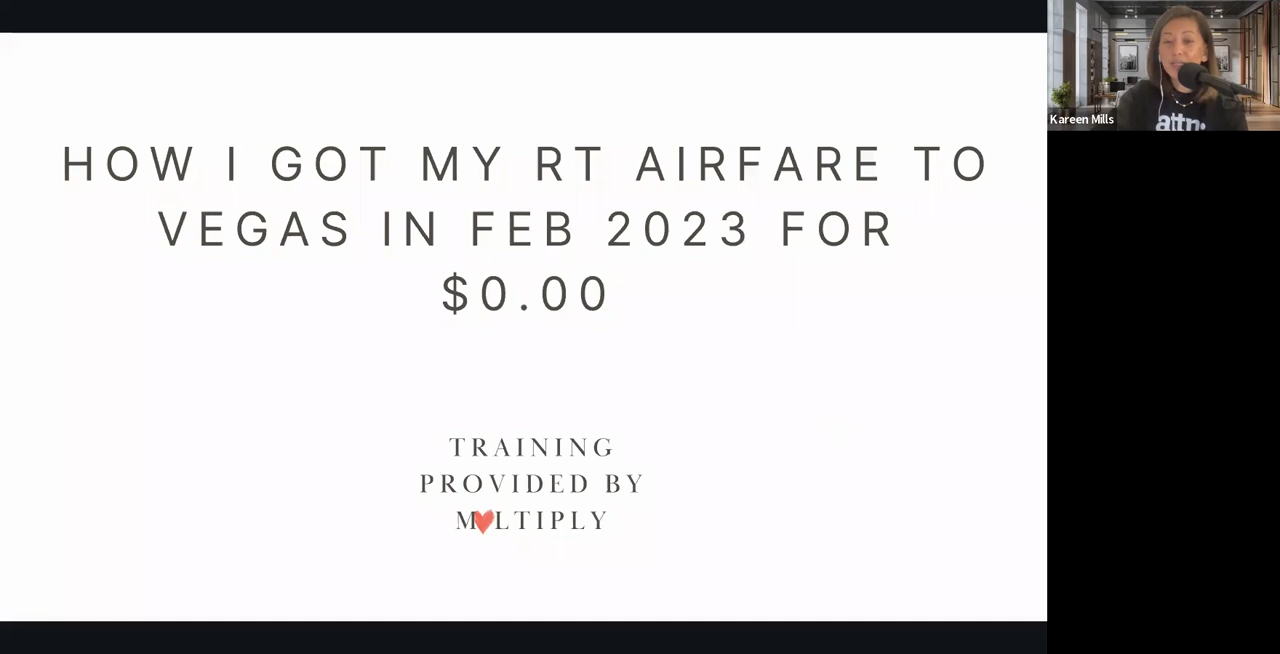 HOW I GOT MY RT AIRFARE TO
VEGAS IN FEB 2023 FOR
$0.00
TRAINING
PROVIDED BY
M❤LTIPLY
Kareen Mills
attn: